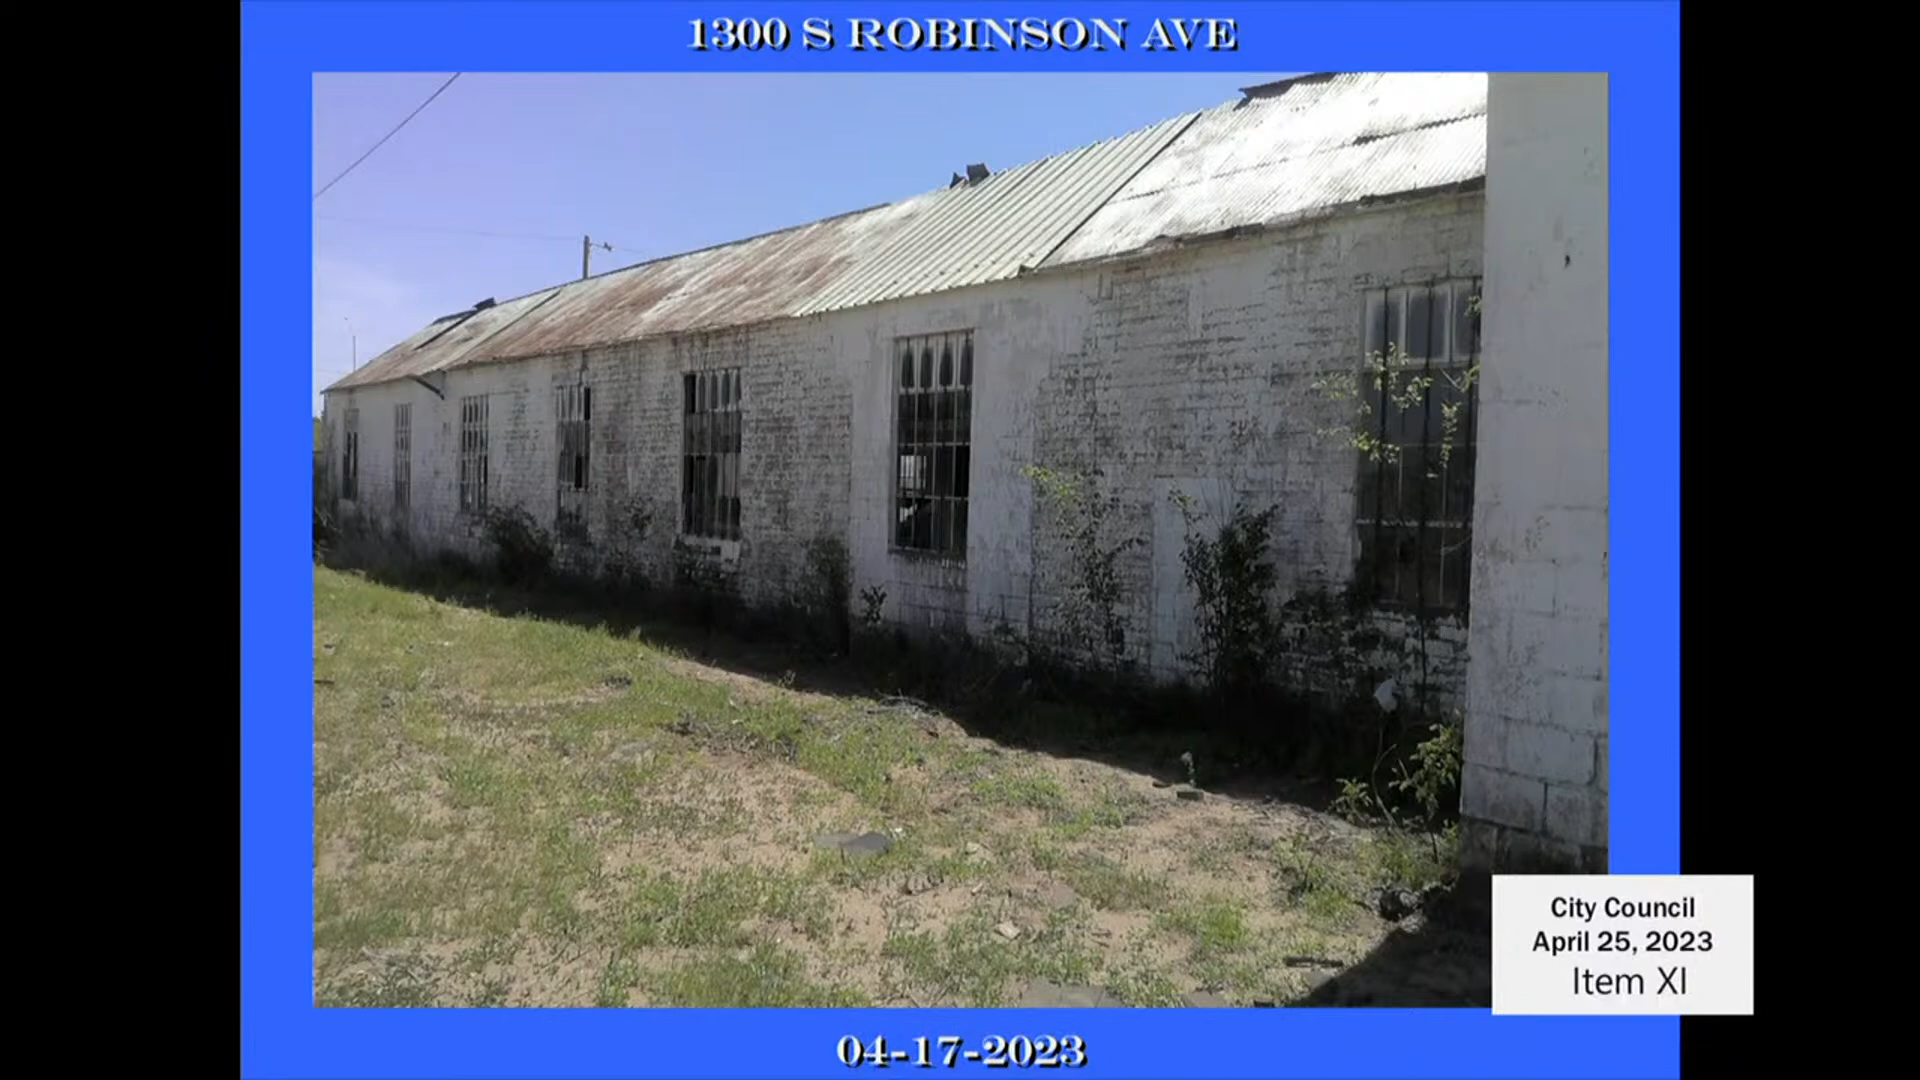 1300 S ROBINSON AVE
City Council
April 25, 2023
Item XI
04-17-2023